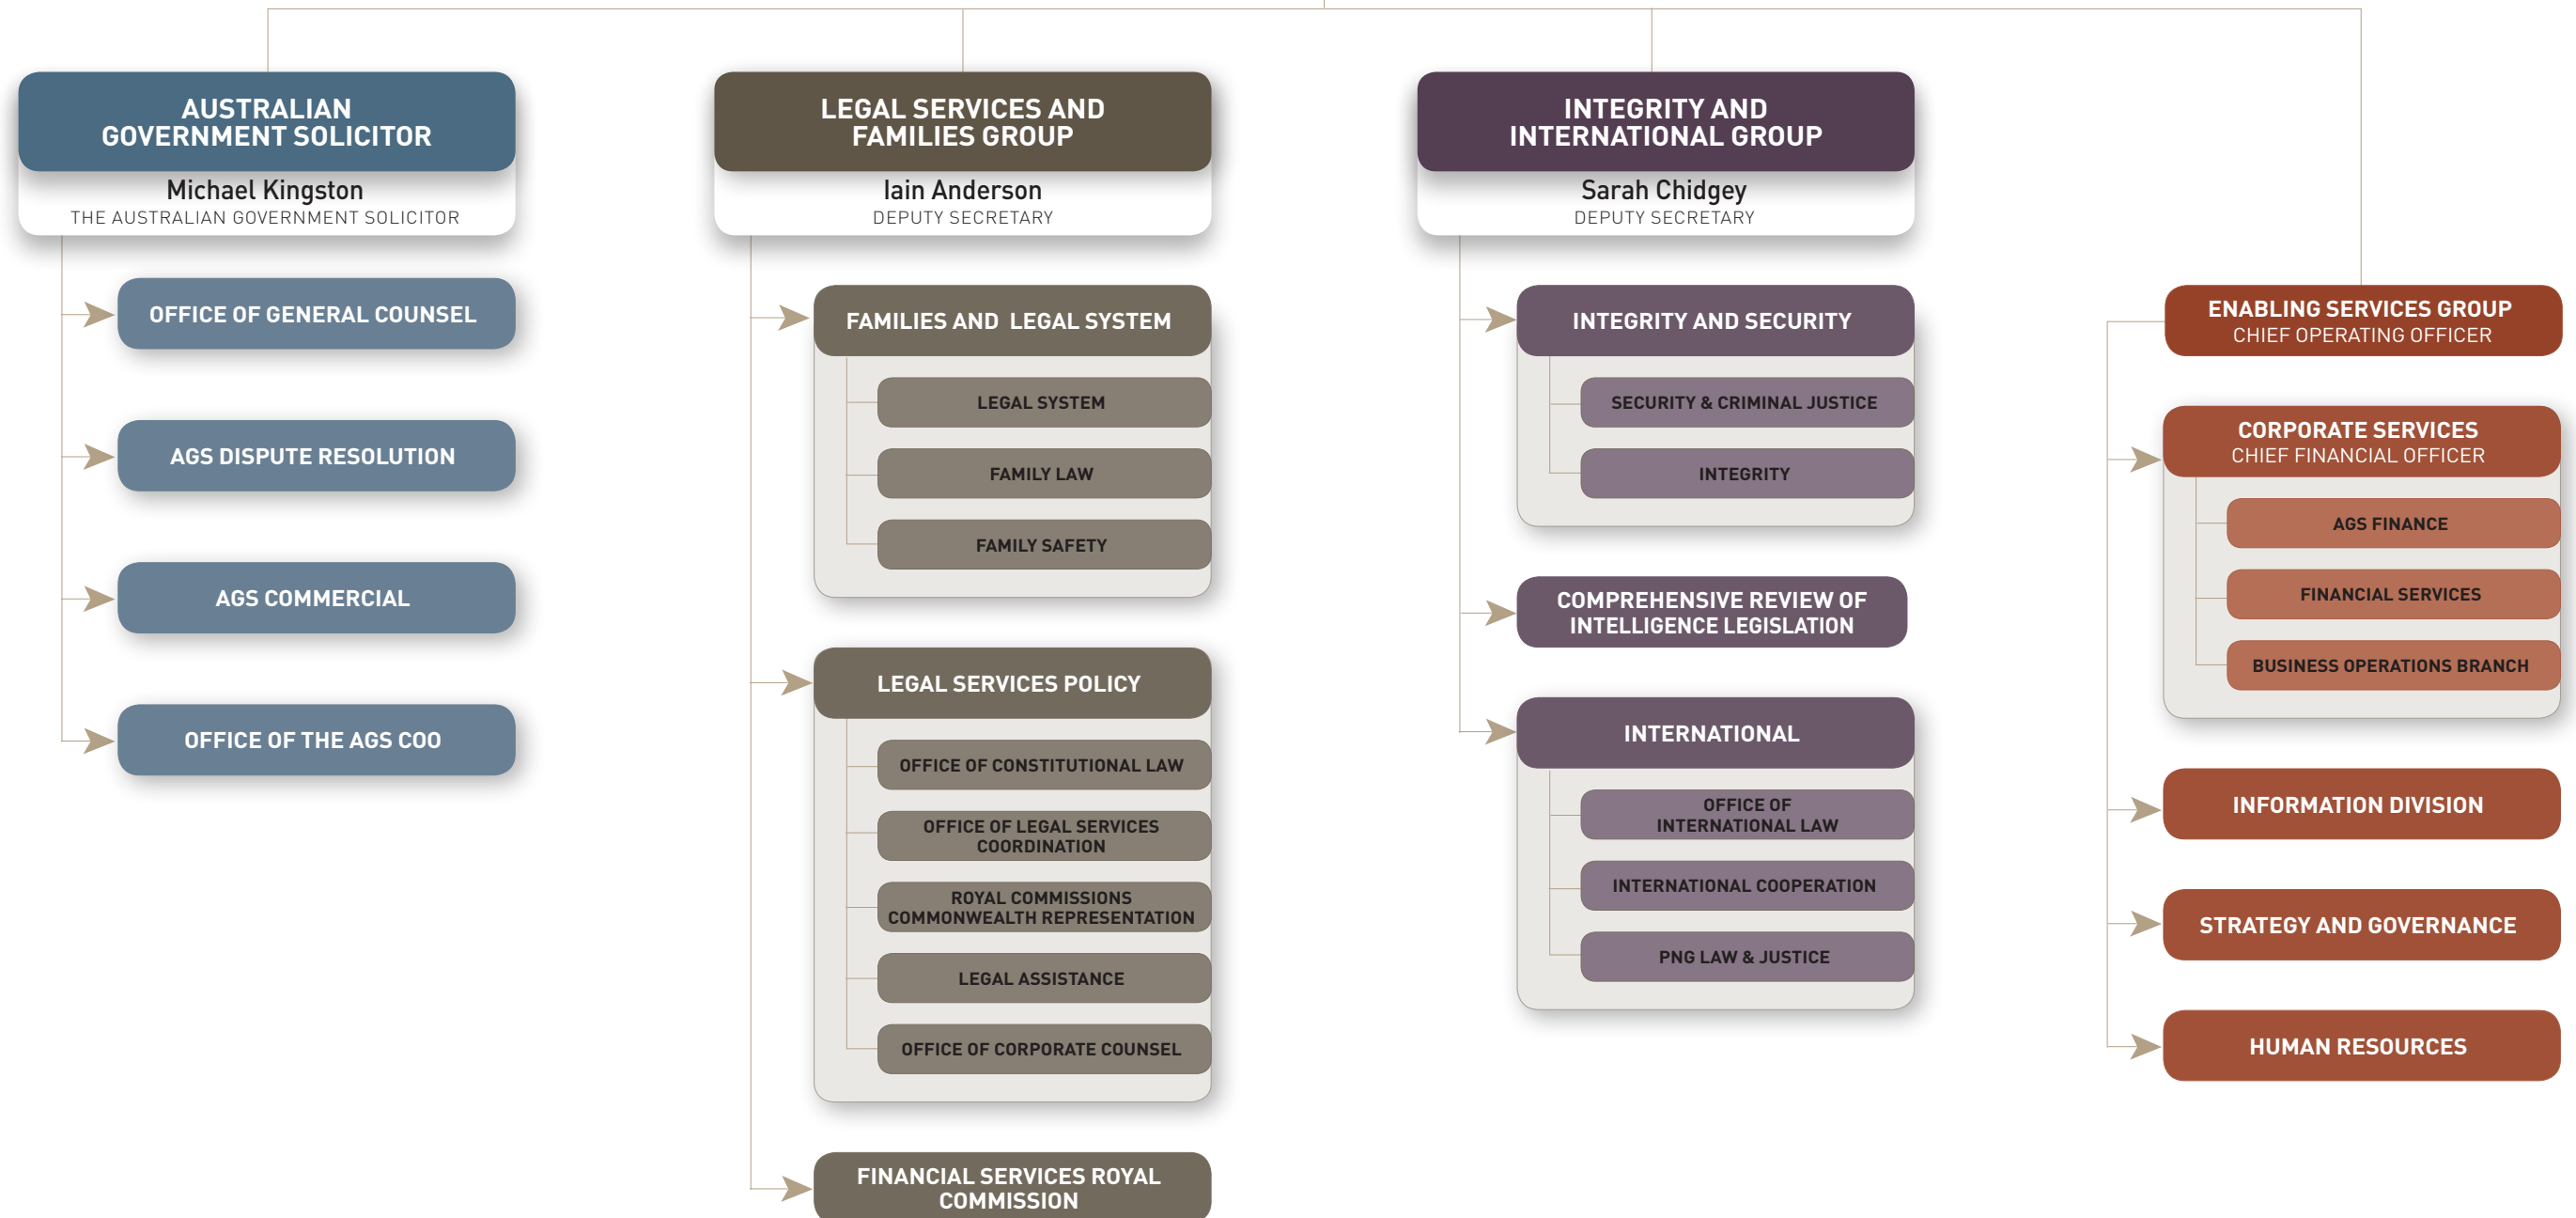 AUSTRALIAN
GOVERNMENT SOLICITOR
Michael Kingston
THE AUSTRALIAN GOVERNMENT SOLICITOR
OFFICE OF GENERAL COUNSEL
AGS DISPUTE RESOLUTION
AGS COMMERCIAL
OFFICE OF THE AGS COO
LEGAL SERVICES AND
FAMILIES GROUP
Iain Anderson
DEPUTY SECRETARY
FAMILIES AND LEGAL SYSTEM
LEGAL SYSTEM
FAMILY LAW
FAMILY SAFETY
LEGAL SERVICES POLICY
OFFICE OF CONSTITUTIONAL LAW
OFFICE OF LEGAL SERVICES
COORDINATION
ROYAL COMMISSIONS
COMMONWEALTH REPRESENTATION
LEGAL ASSISTANCE
OFFICE OF CORPORATE COUNSEL
FINANCIAL SERVICES ROYAL
COMMISSION
INTEGRITY AND
INTERNATIONAL GROUP
Sarah Chidgey
DEPUTY SECRETARY
INTEGRITY AND SECURITY
SECURITY & CRIMINAL JUSTICE
INTEGRITY
COMPREHENSIVE REVIEW OF
INTELLIGENCE LEGISLATION
INTERNATIONAL
OFFICE OF
INTERNATIONAL LAW
INTERNATIONAL COOPERATION
PNG LAW & JUSTICE
ENABLING SERVICES GROUP
CHIEF OPERATING OFFICER
CORPORATE SERVICES
CHIEF FINANCIAL OFFICER
AGS FINANCE
FINANCIAL SERVICES
BUSINESS OPERATIONS BRANCH
INFORMATION DIVISION
STRATEGY AND GOVERNANCE
HUMAN RESOURCES